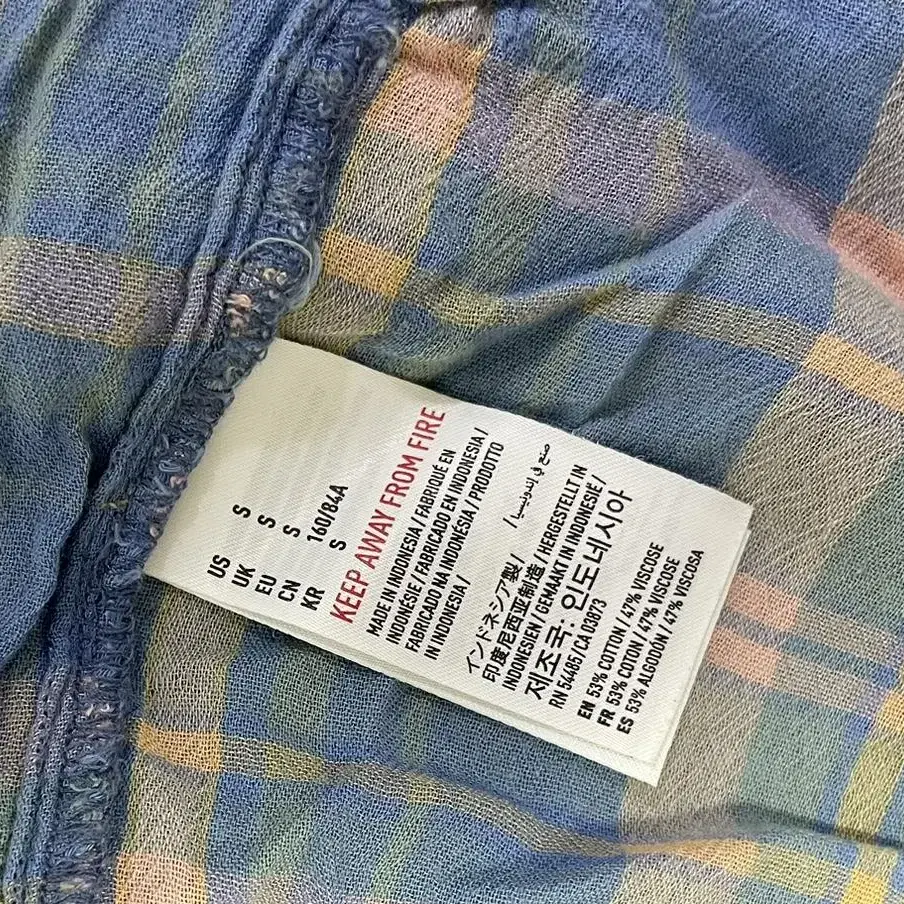 US S
UK S
EU S
CN 160/84A
KR S
KEEP AWAY FROM FIRE
MADE IN INDONESIA / FABRIQUÉ EN
INDONÉSIE / FABRICADO EN INDONESIA /
FABRICADO NA INDONÉSIA / PRODOTTO
IN INDONESIA /
صنع في اندونيسيا /
インドネシア製 /
印度尼西亚制造 / HERGESTELLT IN
INDONESIEN / GEMAAKT IN INDONESIË /
제조국: 인도네시아
RN 54485 / CA 03873
EN 53% COTTON / 47% VISCOSE
FR 53% COTON / 47% VISCOSE
ES 53% ALGODÓN / 47% VISCOSA